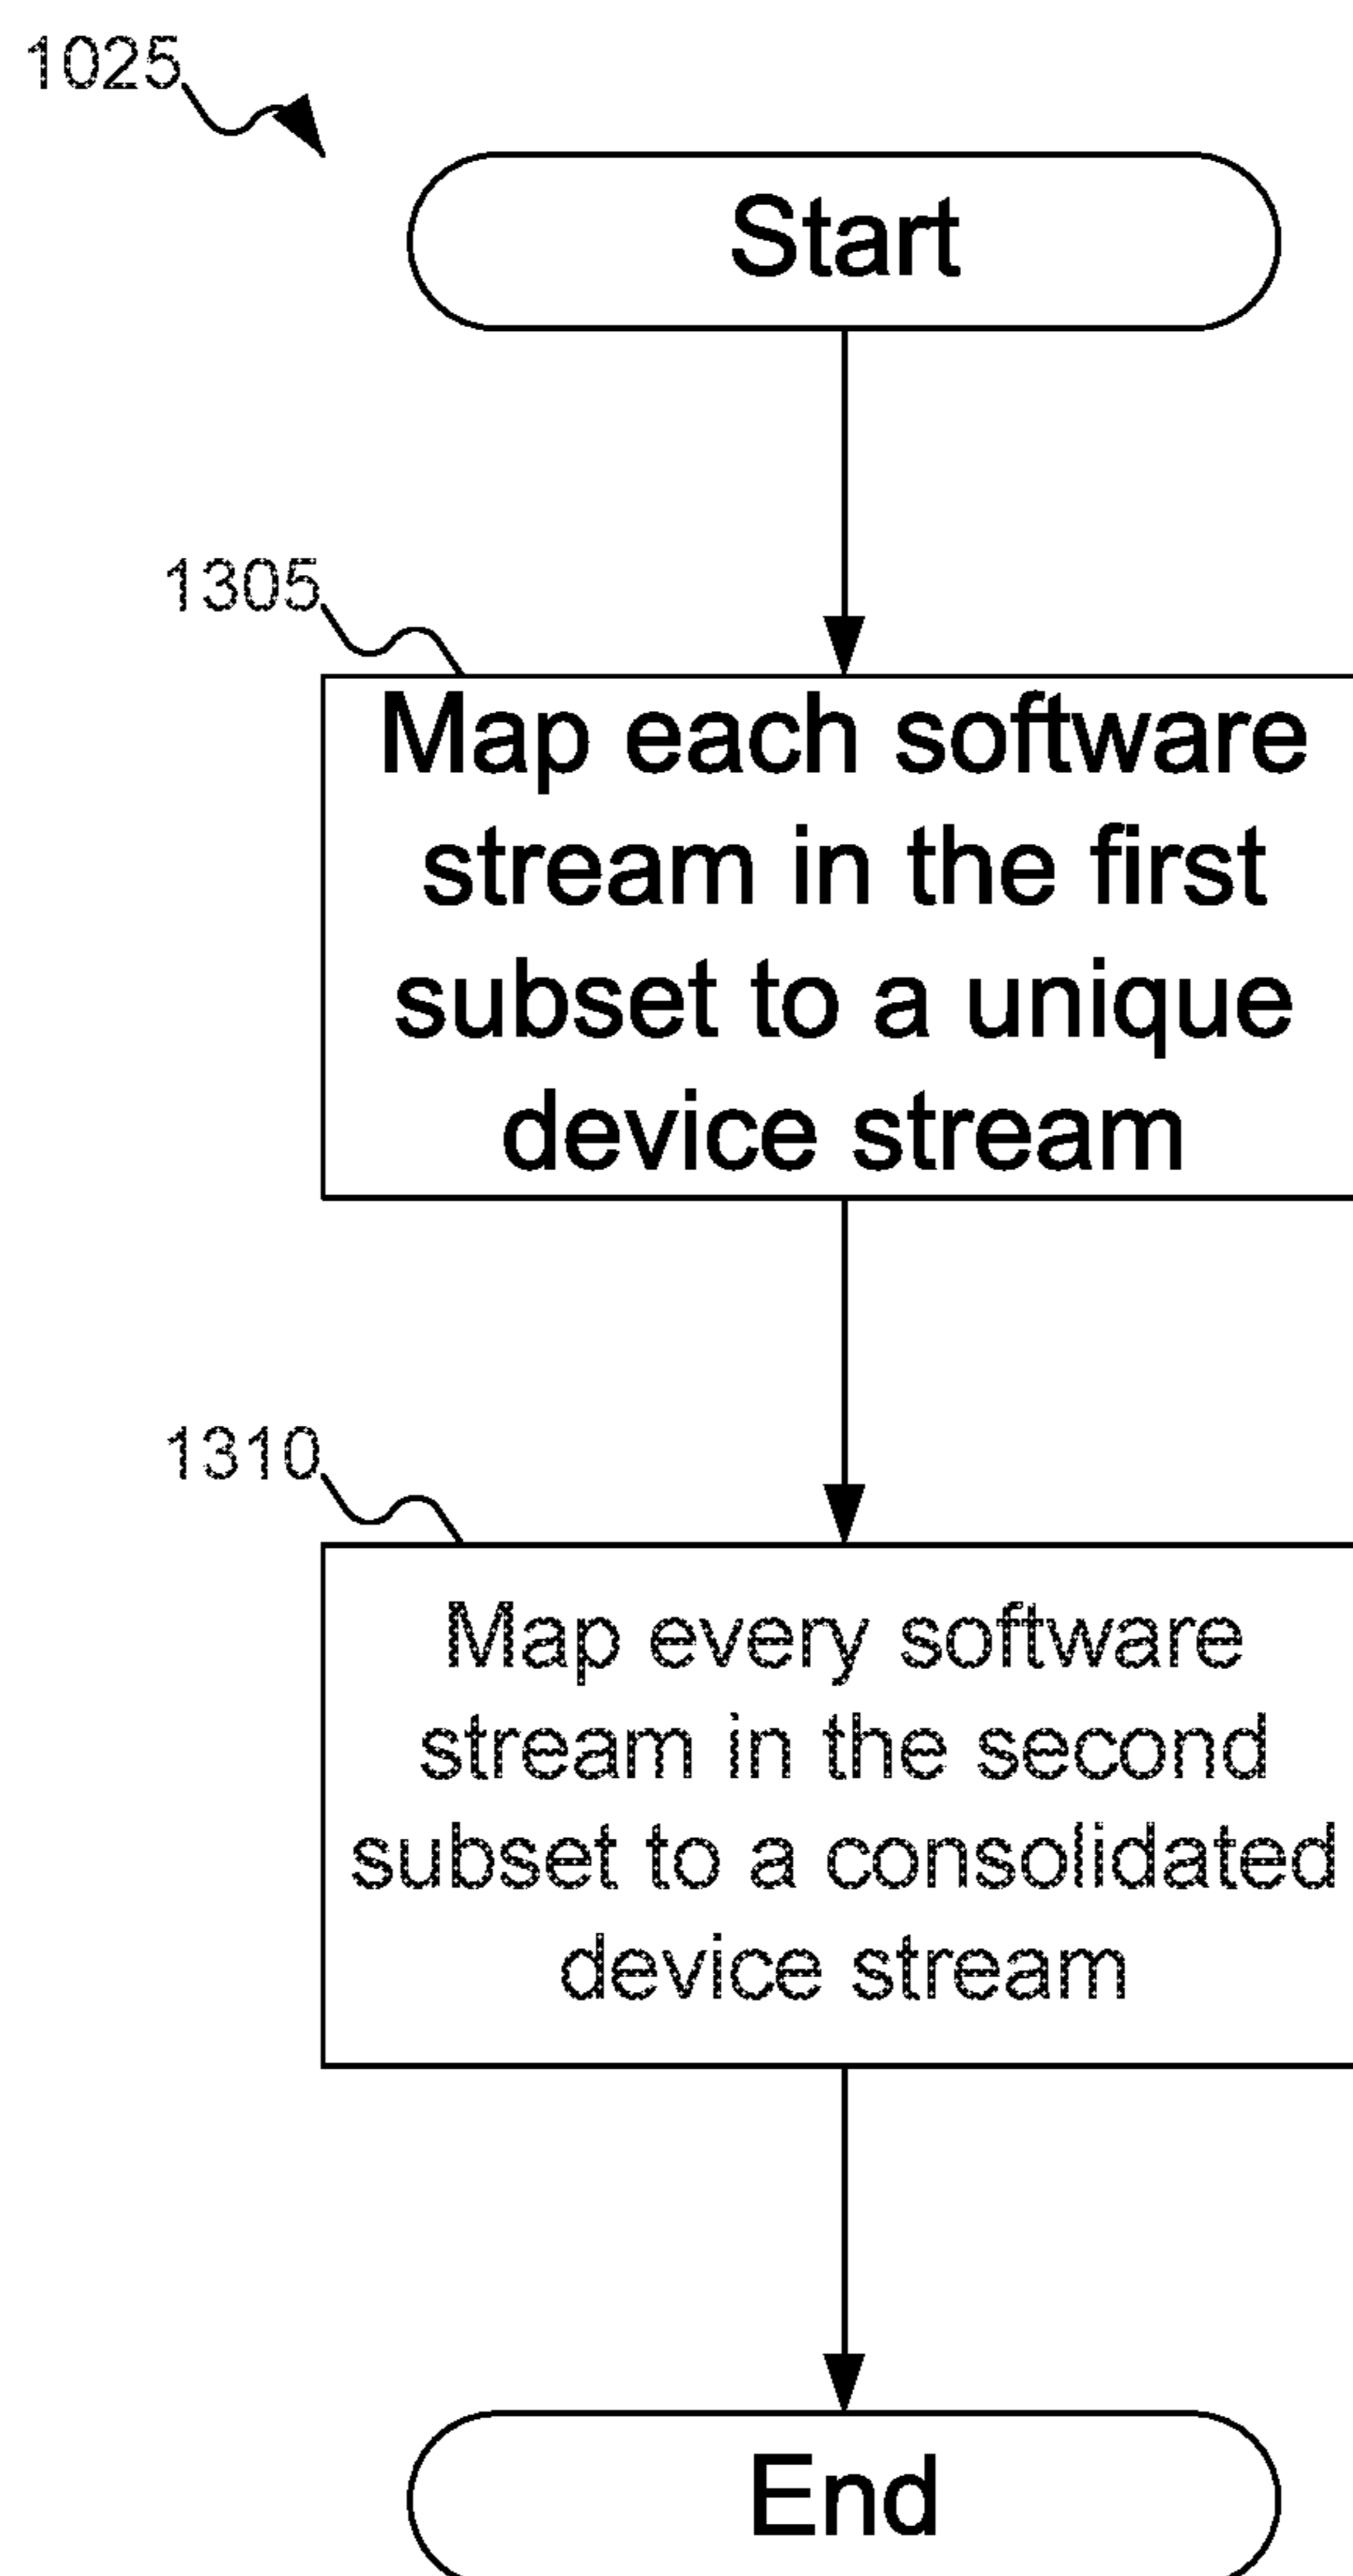 1025
Start
1305
Map each software
stream in the first
subset to a unique
device stream
1310
Map every software
stream in the second
subset to a consolidated
device stream
End